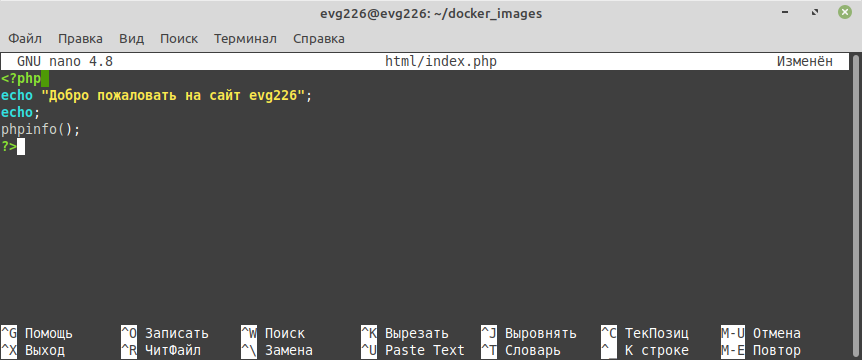 evg226@evg226: ~/docker_images
Файл Правка Вид Поиск Терминал Справка
GNU nano 4.8 html/index.php Изменён
<?php
echo "Добро пожаловать на сайт evg226";
echo;
phpinfo();
?>
^G Помощь ^O Записать ^W Поиск ^K Вырезать ^J Выровнять ^C ТекПозиц M-U Отмена
^X Выход ^R ЧитФайл ^\ Замена ^U Paste Text ^T Словарь ^_ К строке M-E Повтор